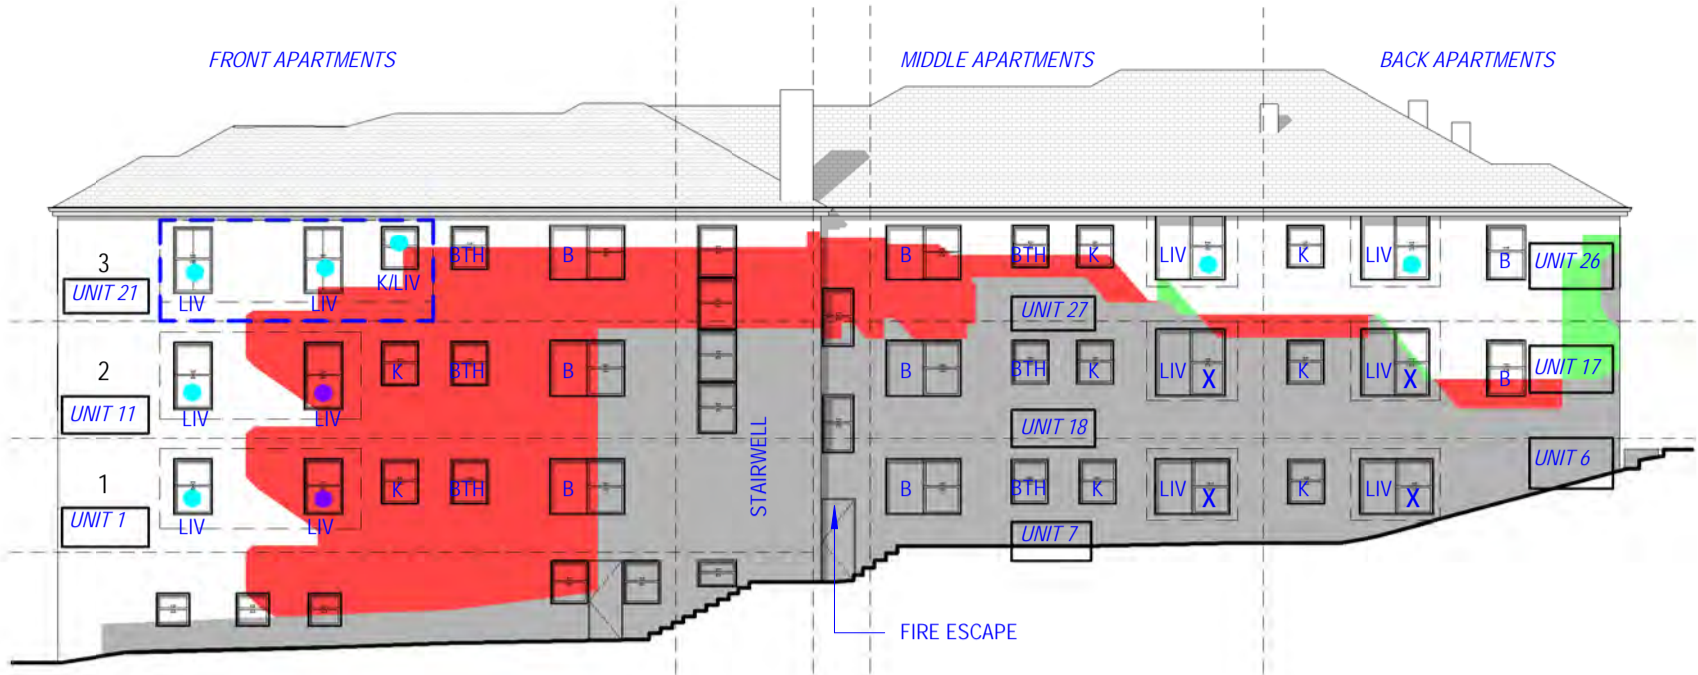 FRONT APARTMENTS
MIDDLE APARTMENTS
BACK APARTMENTS
3
UNIT 21
LIV
LIV
K/LIV
BTH
B
B
BTH
K
LIV
K
LIV
B
UNIT 26
UNIT 27
2
UNIT 11
LIV
LIV
K
BTH
B
B
BTH
K
LIV
X
K
LIV
X
B
UNIT 17
UNIT 18
1
UNIT 1
LIV
LIV
K
BTH
B
STAIRWELL
B
BTH
K
LIV
X
K
LIV
X
UNIT 6
UNIT 7
FIRE ESCAPE